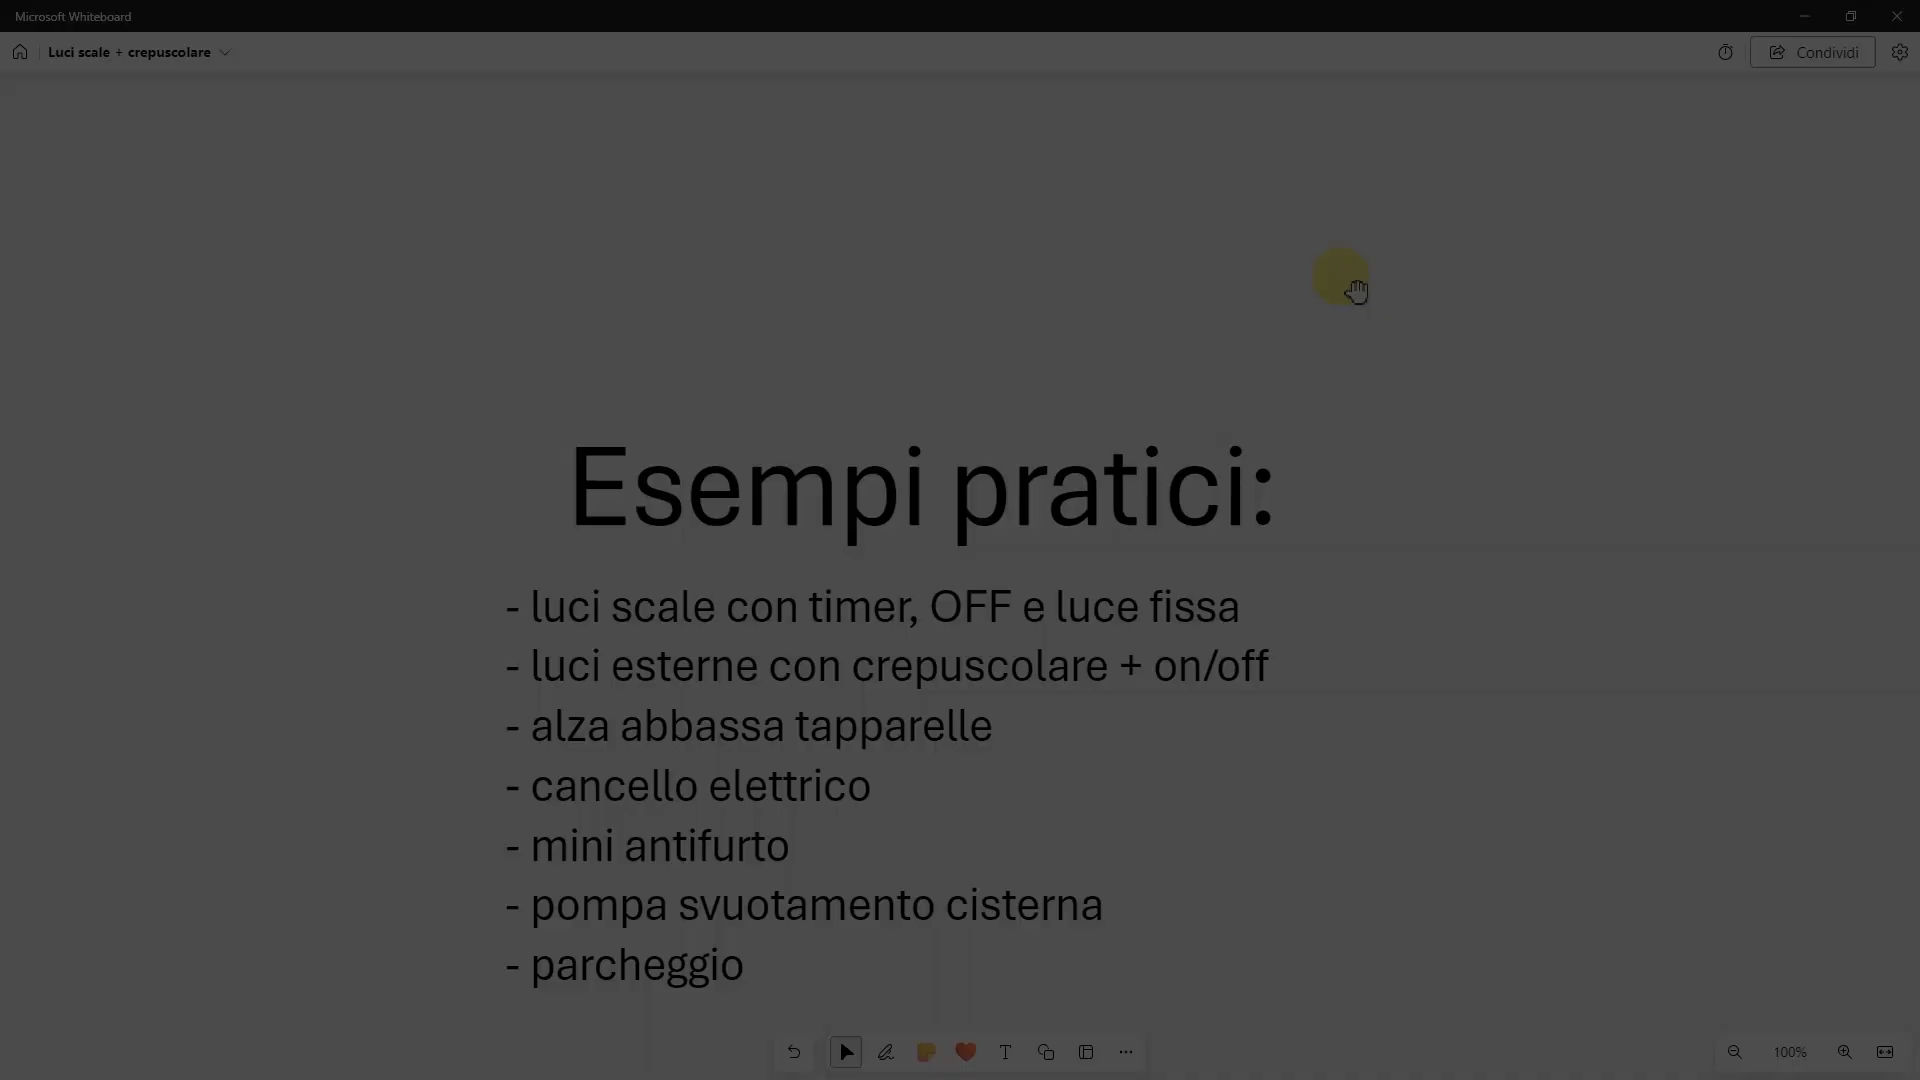 Microsoft Whiteboard
Luci scale + crepuscolare
Condividi
Esempi pratici:
- luci scale con timer, OFF e luce fissa
- luci esterne con crepuscolare + on/off
- alza abbassa tapparelle
- cancello elettrico
- mini antifurto
- pompa svuotamento cisterna
- parcheggio
100%